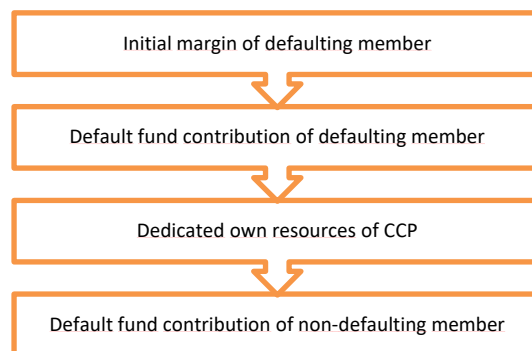 Initial margin of defaulting member
Default fund contribution of defaulting member
Dedicated own resources of CCP
Default fund contribution of non-defaulting member